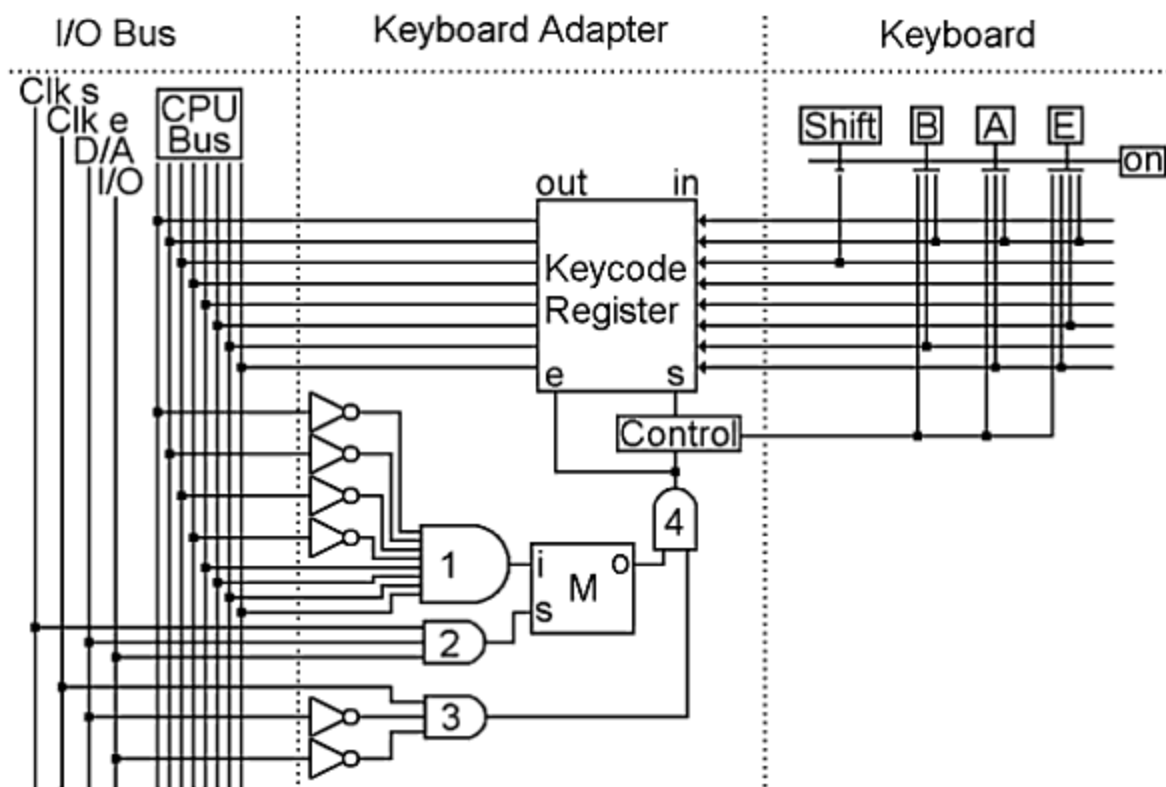 I/O Bus
Keyboard Adapter
Keyboard
Clk s
Clk e
D/A
I/O
CPU
Bus
Shift
B
A
E
on
out
in
Keycode
Register
e
s
Control
4
1
i
o
M
s
2
3